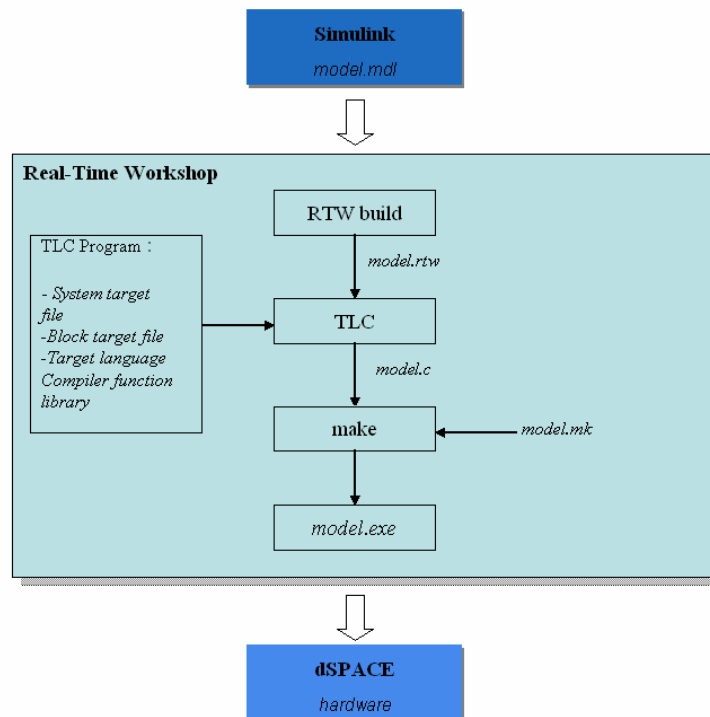 Simulink
model.mdl
Real-Time Workshop
RTW build
model.rtw
TLC Program :
- System target
file
-Block target file
-Target language
Compiler function
library
TLC
model.c
make
model.mk
model.exe
dSPACE
hardware